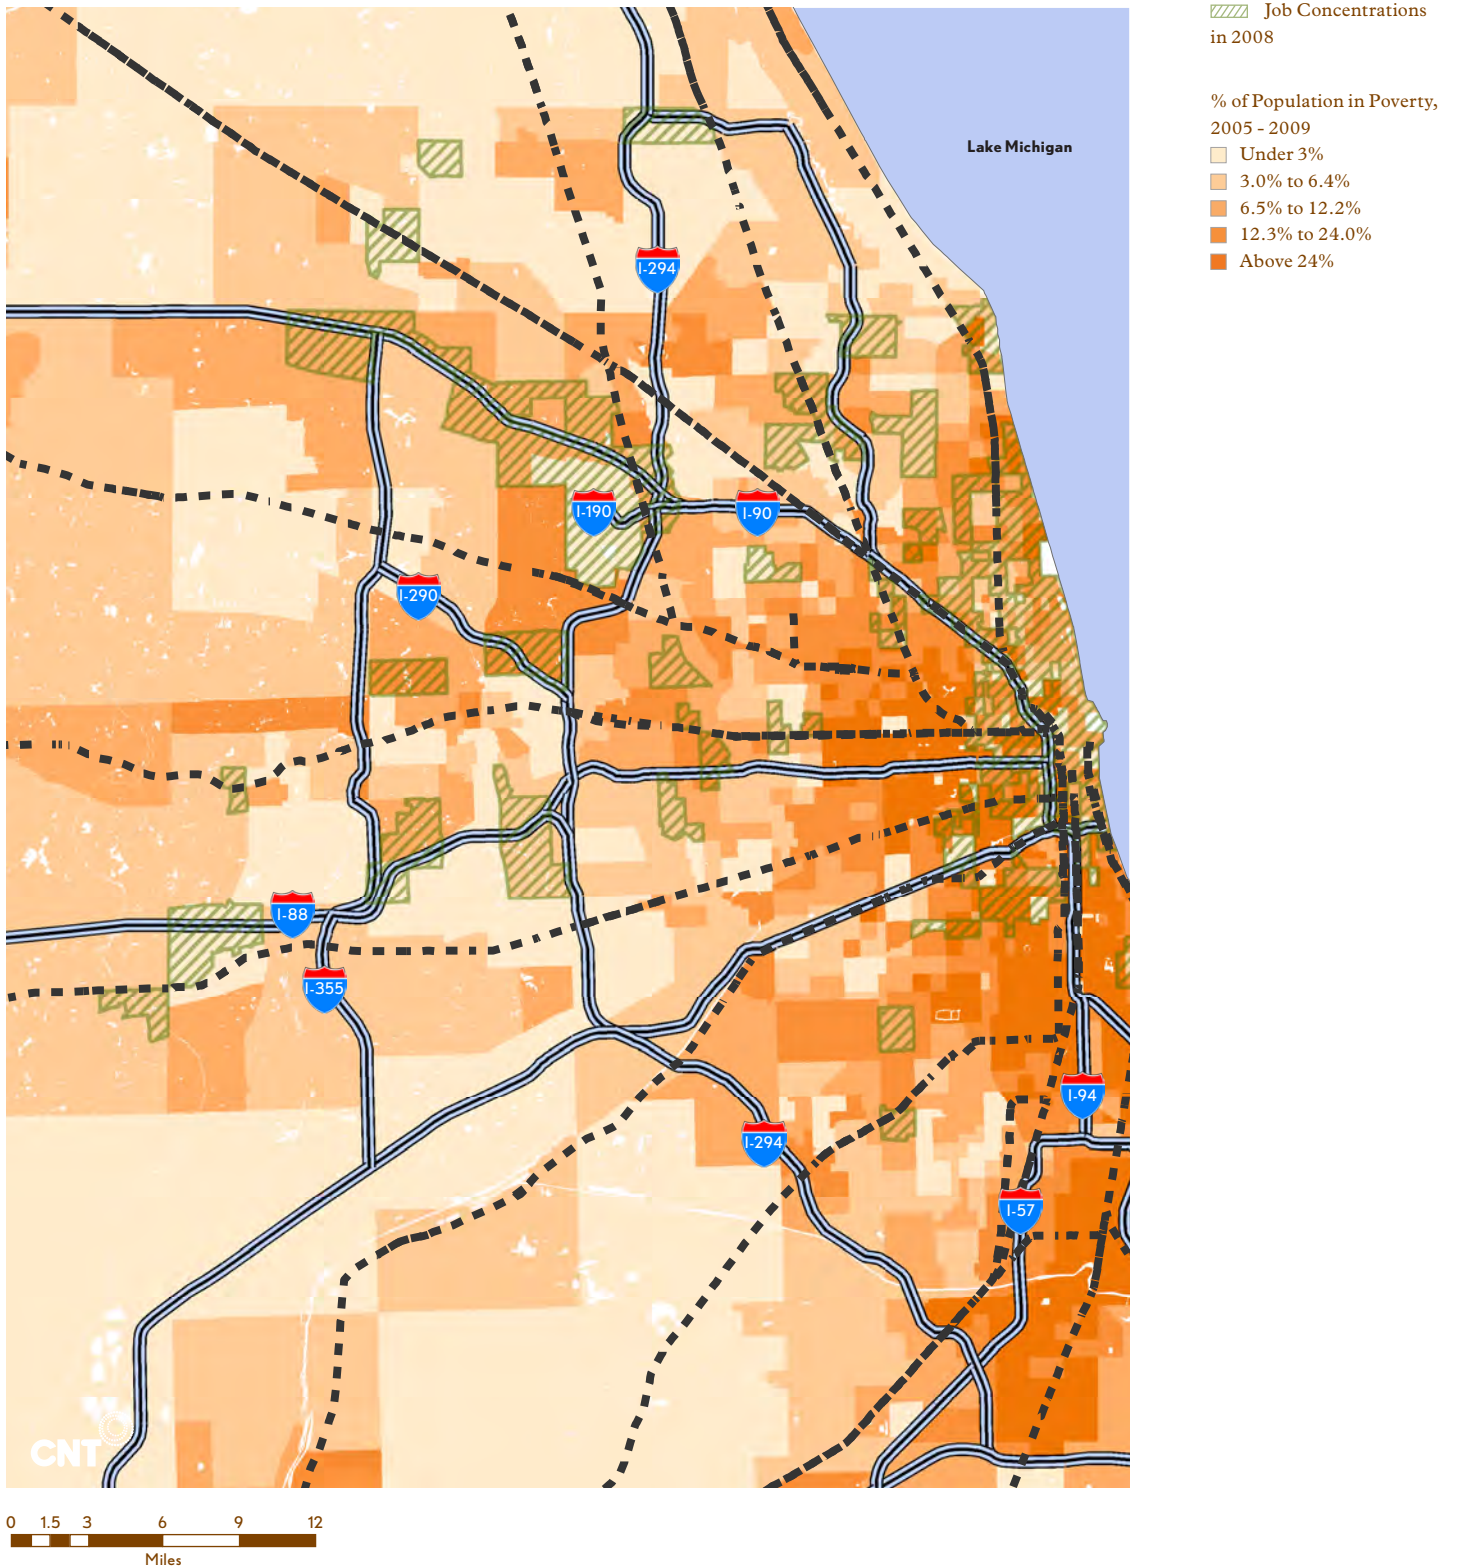 Job Concentrations
in 2008
% of Population in Poverty,
2005 - 2009
Under 3%
3.0% to 6.4%
6.5% to 12.2%
12.3% to 24.0%
Above 24%
Lake Michigan
I-294
I-190
I-90
I-290
I-88
I-355
I-94
I-294
I-57
CNT
0 1.5 3 6 9 12
Miles